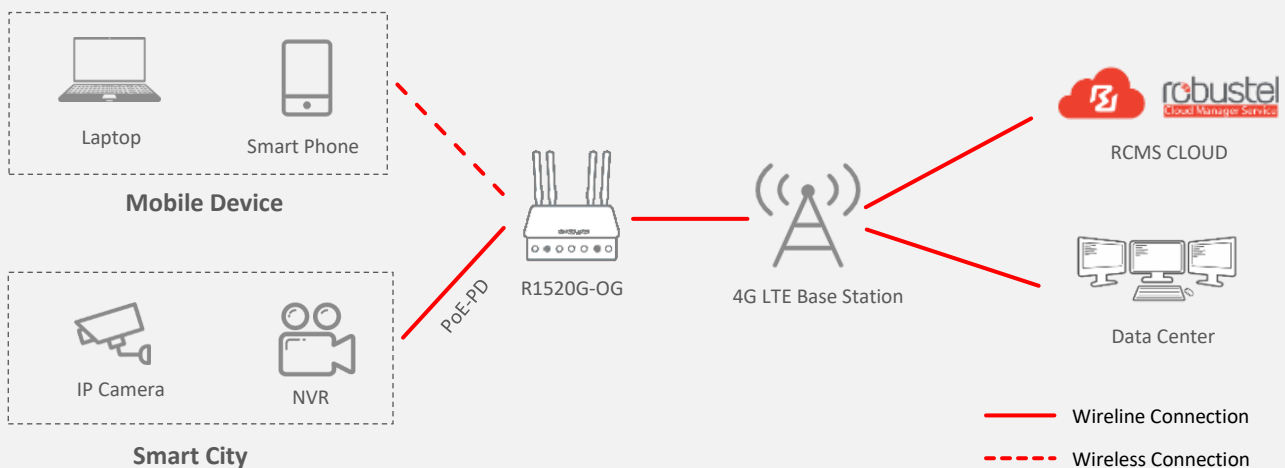 Laptop
Smart Phone
Mobile Device
IP Camera
NVR
Smart City
PoE-PD
R1520G-OG
4G LTE Base Station
robustel
Cloud Manager Service
RCMS CLOUD
Data Center
Wireline Connection
Wireless Connection